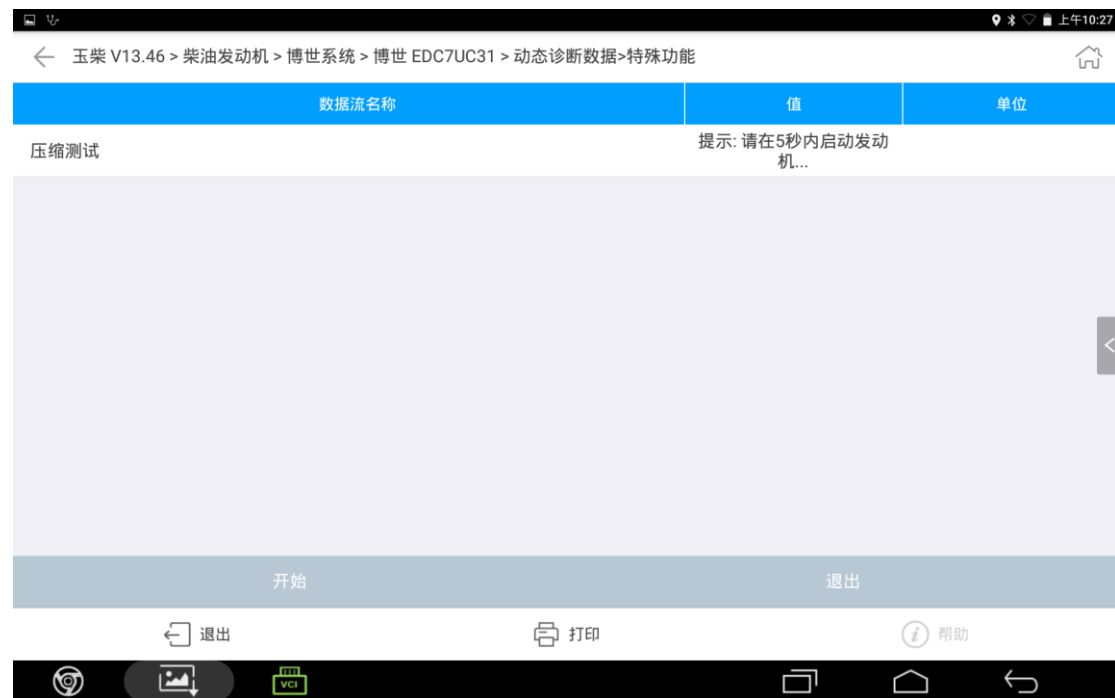 上午10:27
玉柴 V13.46 > 柴油发动机 > 博世系统 > 博世 EDC7UC31 > 动态诊断数据>特殊功能
数据流名称 值 单位
压缩测试
提示: 请在5秒内启动发动
机...
开始 退出
退出 打印 帮助
VCI